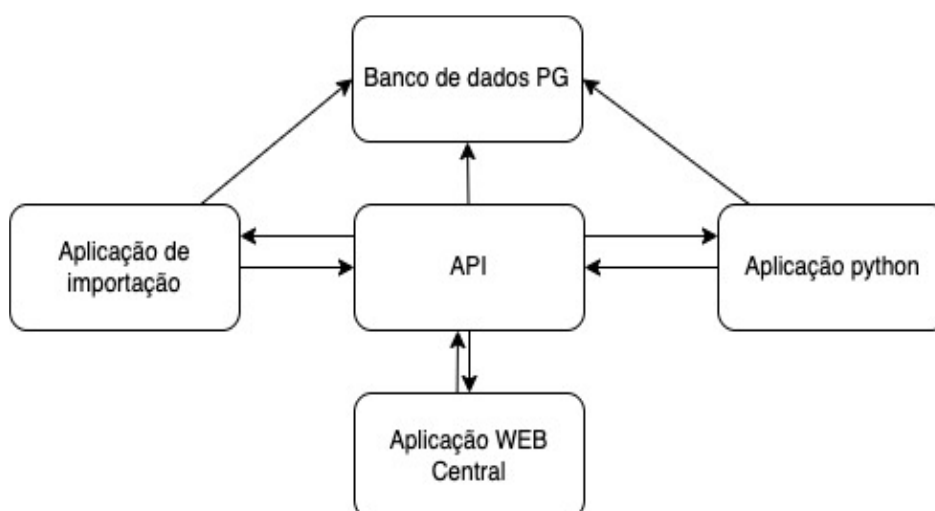 Banco de dados PG
Aplicação de
importação
API
Aplicação python
Aplicação WEB
Central